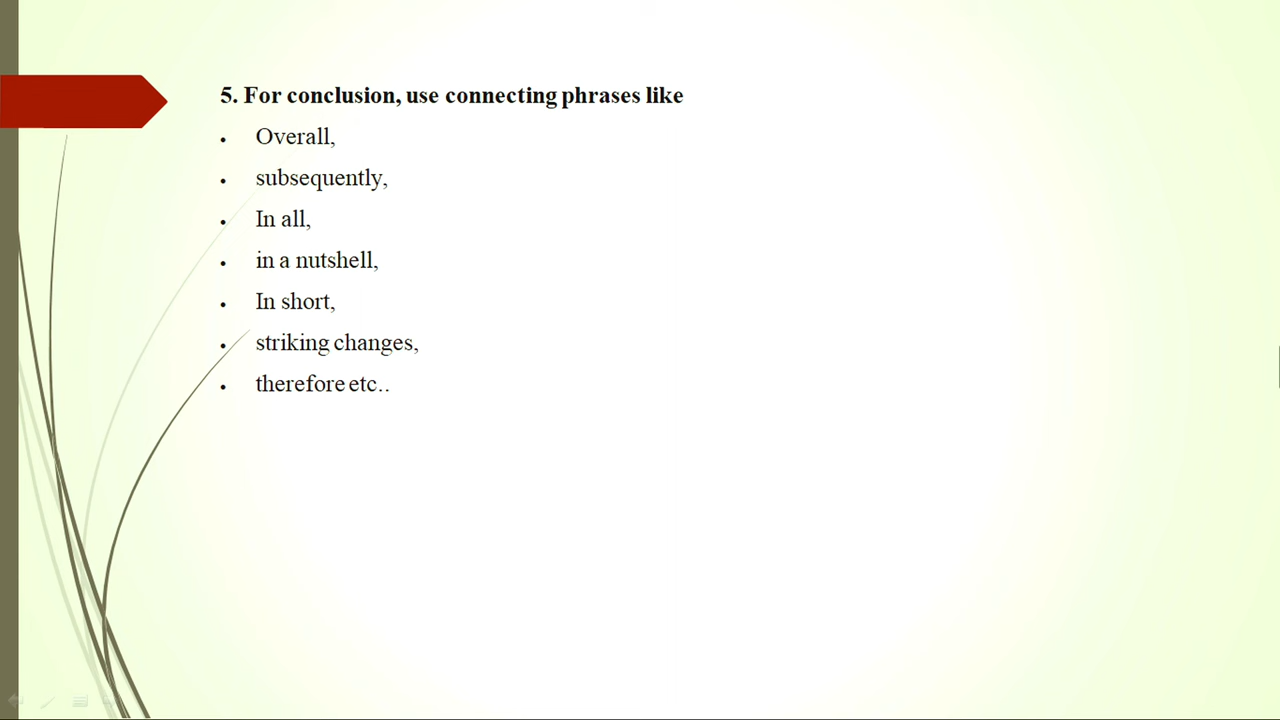 5. For conclusion, use connecting phrases like
• Overall,
• subsequently,
• In all,
• in a nutshell,
• In short,
• striking changes,
• therefore etc..